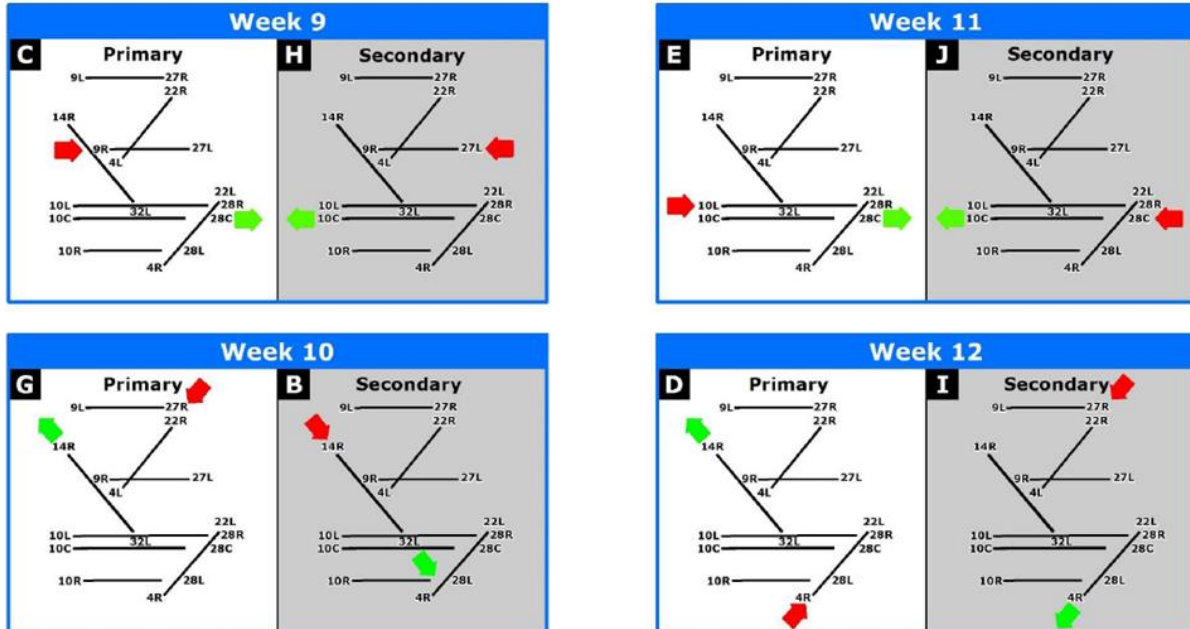 Week 9
C Primary
9L 27R
22R
14R
9R 27L
4L
22L
10L 28R
32L
10C 28C
10R 28L
4R
H Secondary
9L 27R
22R
14R
9R 27L
4L
22L
10L 28R
32L
10C 28C
10R 28L
4R
Week 11
E Primary
9L 27R
22R
14R
9R 27L
4L
22L
10L 28R
32L
10C 28C
10R 28L
4R
J Secondary
9L 27R
22R
14R
9R 27L
4L
22L
10L 28R
32L
10C 28C
10R 28L
4R
Week 10
G Primary
9L 27R
22R
14R
9R 27L
4L
22L
10L 28R
32L
10C 28C
10R 28L
4R
B Secondary
9L 27R
22R
14R
9R 27L
4L
22L
10L 28R
32L
10C 28C
10R 28L
4R
Week 12
D Primary
9L 27R
22R
14R
9R 27L
4L
22L
10L 28R
32L
10C 28C
10R 28L
4R
I Secondary
9L 27R
22R
14R
9R 27L
4L
22L
10L 28R
32L
10C 28C
10R 28L
4R